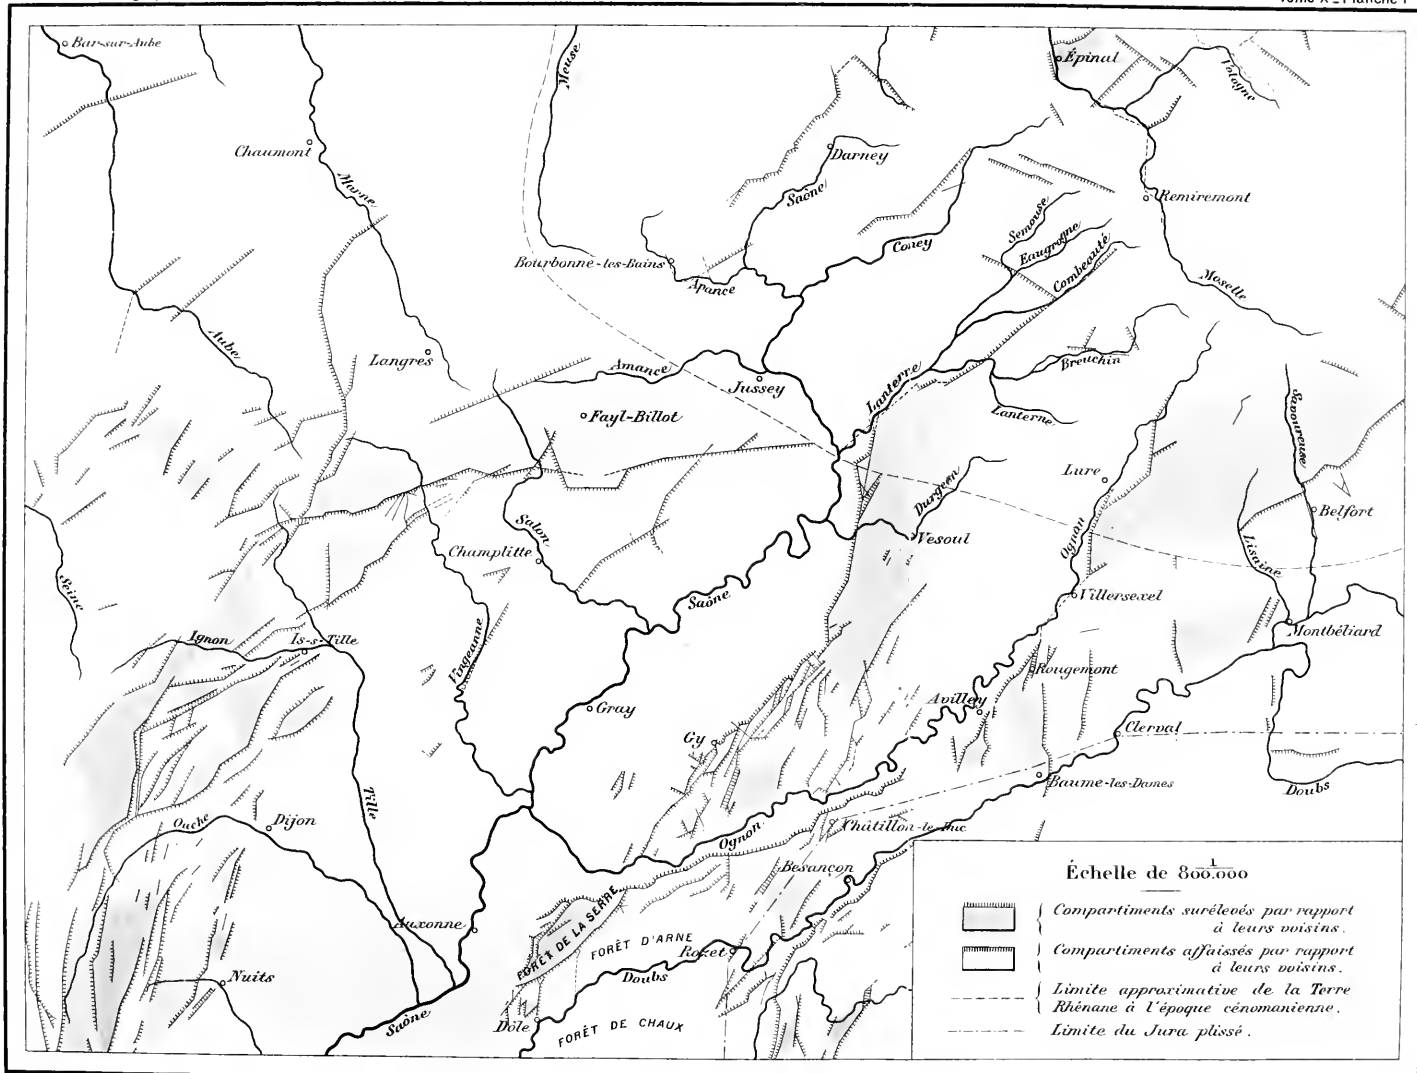 Bar-sur-Aube
Meuse
Épinal
Vologne
Chaumont
Marne
Darney
Saône
Remiremont
Semouse
Eaugrogne
Coney
Combeauté
Bourbonne-les-Bains
Apance
Moselle
Aube
Langres
Amance
Jussey
Lanterre
Breuchin
Fayl-Billot
Lanterne
Savoureuse
Durgeon
Lure
Belfort
Salon
Champlitte
Vesoul
Ognon
Lisaine
Seine
Saône
Villersexel
Ignon
Is-s-Tille
Montbéliard
Vingeanne
Rougemont
Gray
Avilley
Gy
Clerval
Tille
Baume-les-Dames
Doubs
Ouche
Dijon
Ognon
Châtillon-le-Duc
Besançon
Auxonne
FORÊT DE LA SERRE
FORÊT D'ARNE
Rozet
Nuits
Doubs
Saône
Dôle
FORÊT DE CHAUX
Échelle de 1/800.000
Compartiments surélevés par rapport
à leurs voisins.
Compartiments affaissés par rapport
à leurs voisins.
Limite approximative de la Terre
Rhénane à l'époque cénomanienne.
Limite du Jura plissé.